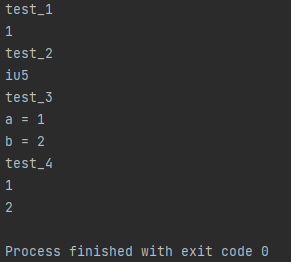 test_1
1
test_2
iu5
test_3
a = 1
b = 2
test_4
1
2
Process finished with exit code 0